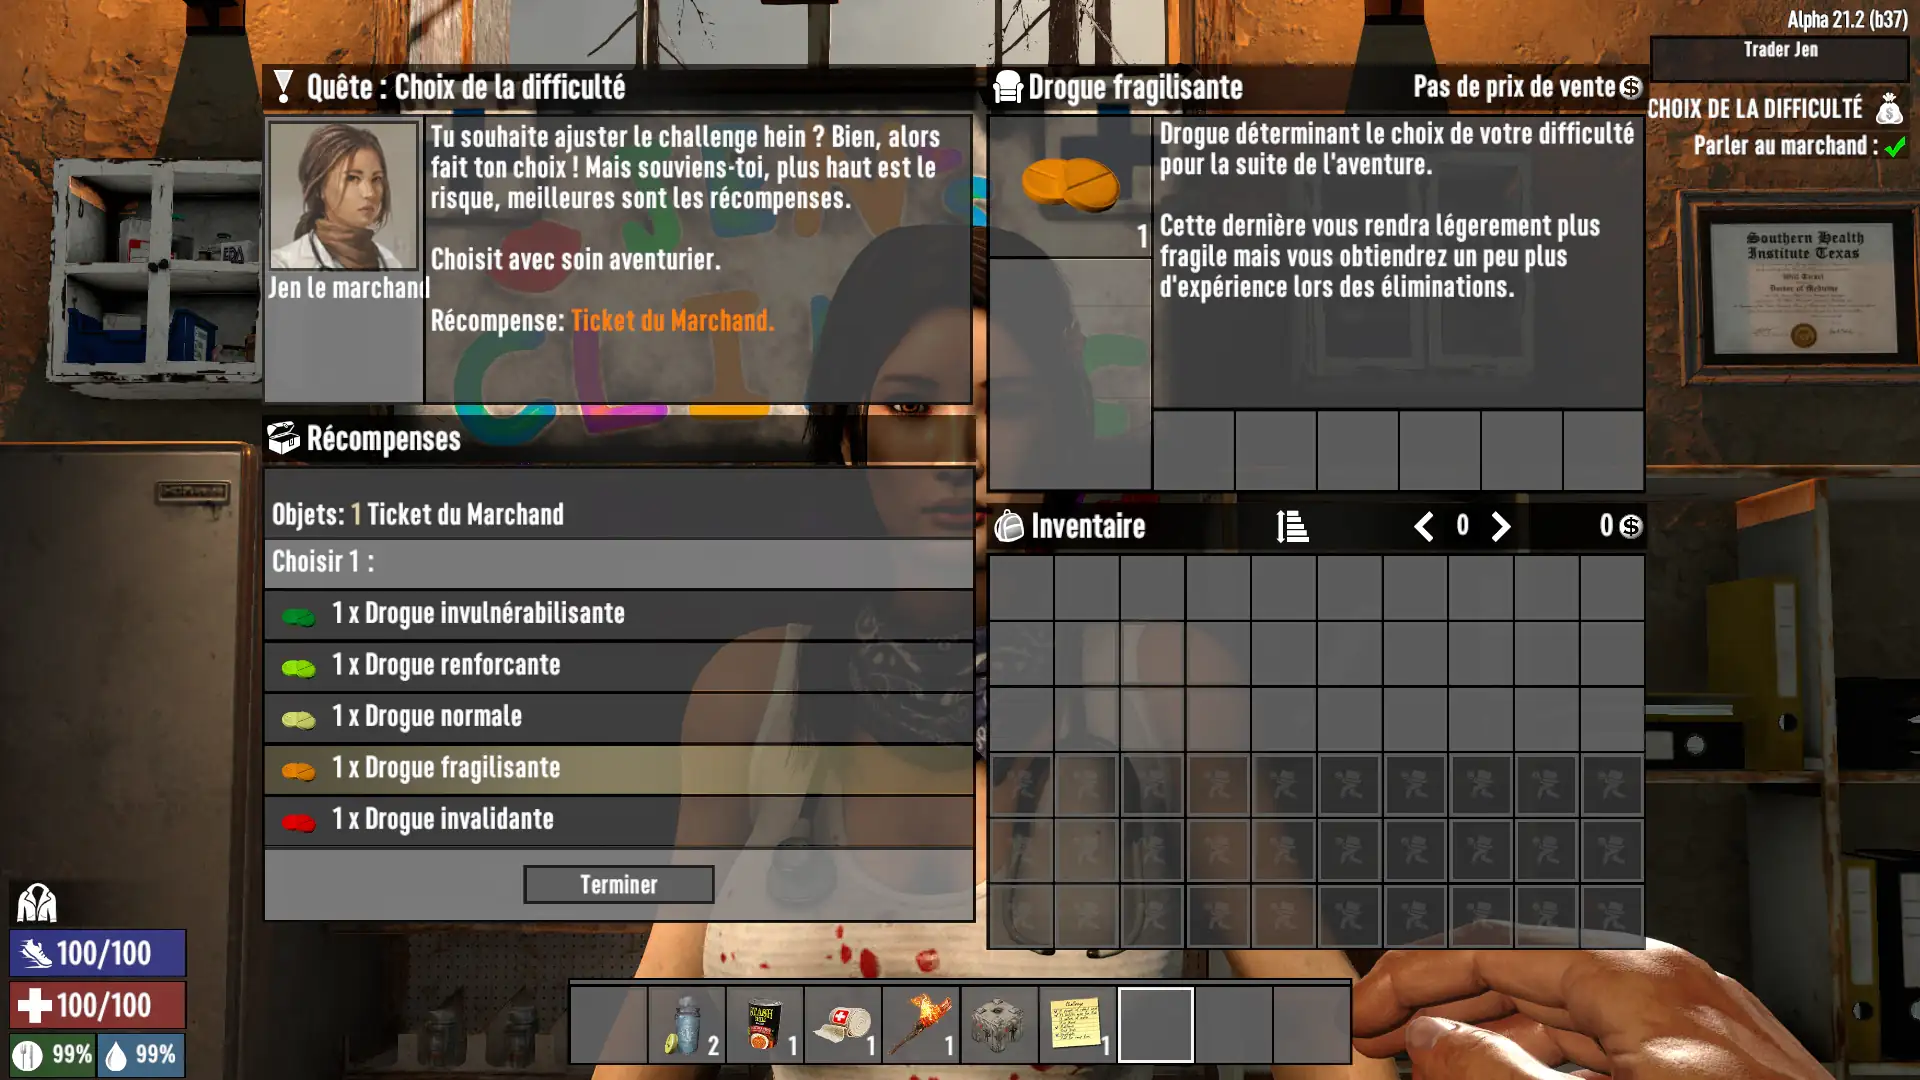 Alpha 21.2 (b37)
Trader Jen
CHOIX DE LA DIFFICULTÉ
Parler au marchand :
Quête : Choix de la difficulté
Tu souhaite ajuster le challenge hein ? Bien, alors
fait ton choix ! Mais souviens-toi, plus haut est le
risque, meilleures sont les récompenses.
Choisit avec soin aventurier.
Récompense: Ticket du Marchand.
Jen le marchand
Récompenses
Objets: 1 Ticket du Marchand
Choisir 1 :
1 x Drogue invulnérabilisante
1 x Drogue renforcante
1 x Drogue normale
1 x Drogue fragilisante
1 x Drogue invalidante
Terminer
Drogue fragilisante
Pas de prix de vente
Drogue déterminant le choix de votre difficulté
pour la suite de l'aventure.
Cette dernière vous rendra légerement plus
fragile mais vous obtiendrez un peu plus
d'expérience lors des éliminations.
1
Inventaire
0
0
Southern Health
Institute Texas
Doctor of Medicine
JEN'S
CLIN
EDA
100/100
100/100
99%
99%
2
1
1
1
1